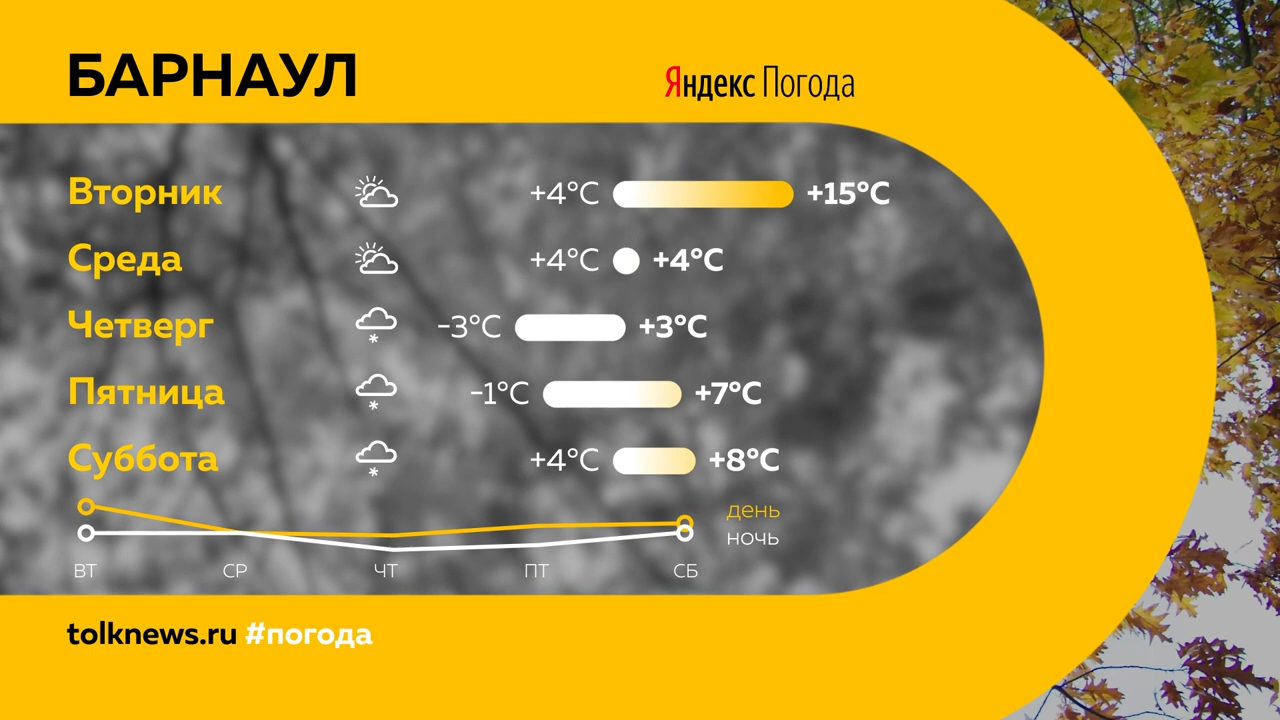 БАРНАУЛ
Яндекс Погода
Вторник +4°C +15°C
Среда +4°C +4°C
Четверг -3°C +3°C
Пятница -1°C +7°C
Суббота +4°C +8°C
день
ночь
ВТ СР ЧТ ПТ СБ
tolknews.ru #погода